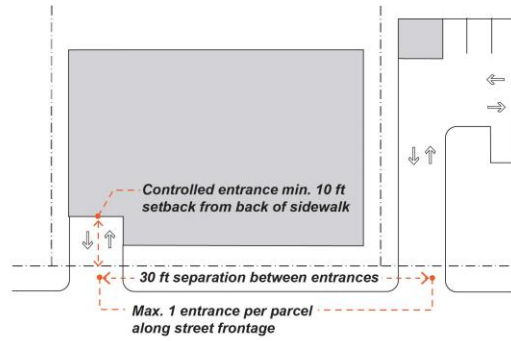 Controlled entrance min. 10 ft
setback from back of sidewalk
30 ft separation between entrances
Max. 1 entrance per parcel
along street frontage